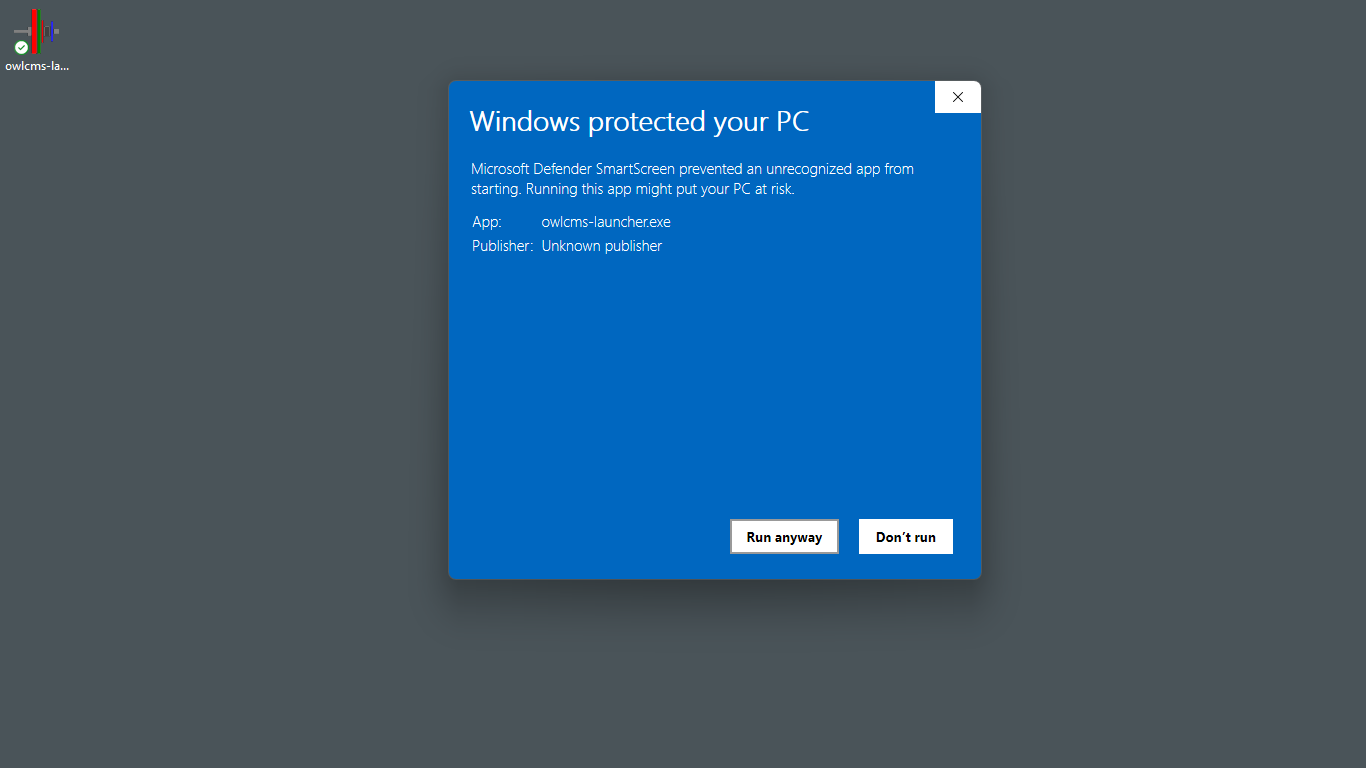 owlcms-la...
Windows protected your PC
Microsoft Defender SmartScreen prevented an unrecognized app from
starting. Running this app might put your PC at risk.
App: owlcms-launcher.exe
Publisher: Unknown publisher
Run anyway Don’t run